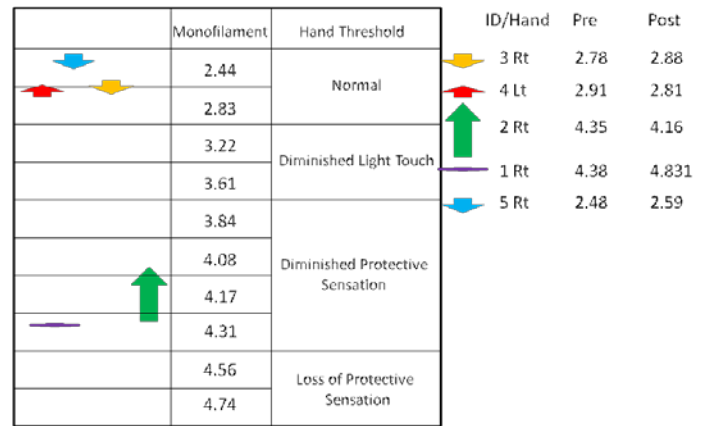 Monofilament Hand Threshold
2.44
Normal
2.83
3.22
Diminished Light Touch
3.61
3.84
4.08
Diminished Protective
Sensation
4.17
4.31
4.56
Loss of Protective
Sensation
4.74
ID/Hand Pre Post
3 Rt 2.78 2.88
4 Lt 2.91 2.81
2 Rt 4.35 4.16
1 Rt 4.38 4.831
5 Rt 2.48 2.59